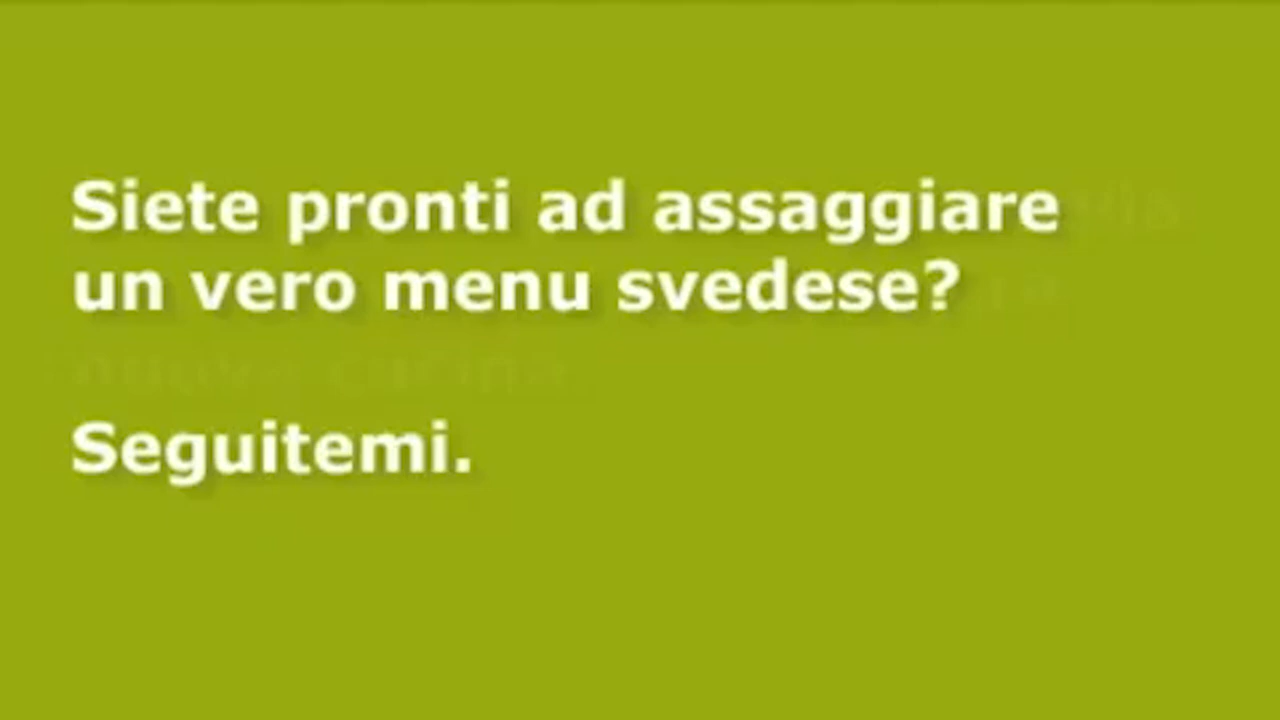 Siete pronti ad assaggiare
un vero menu svedese?
Seguitemi.